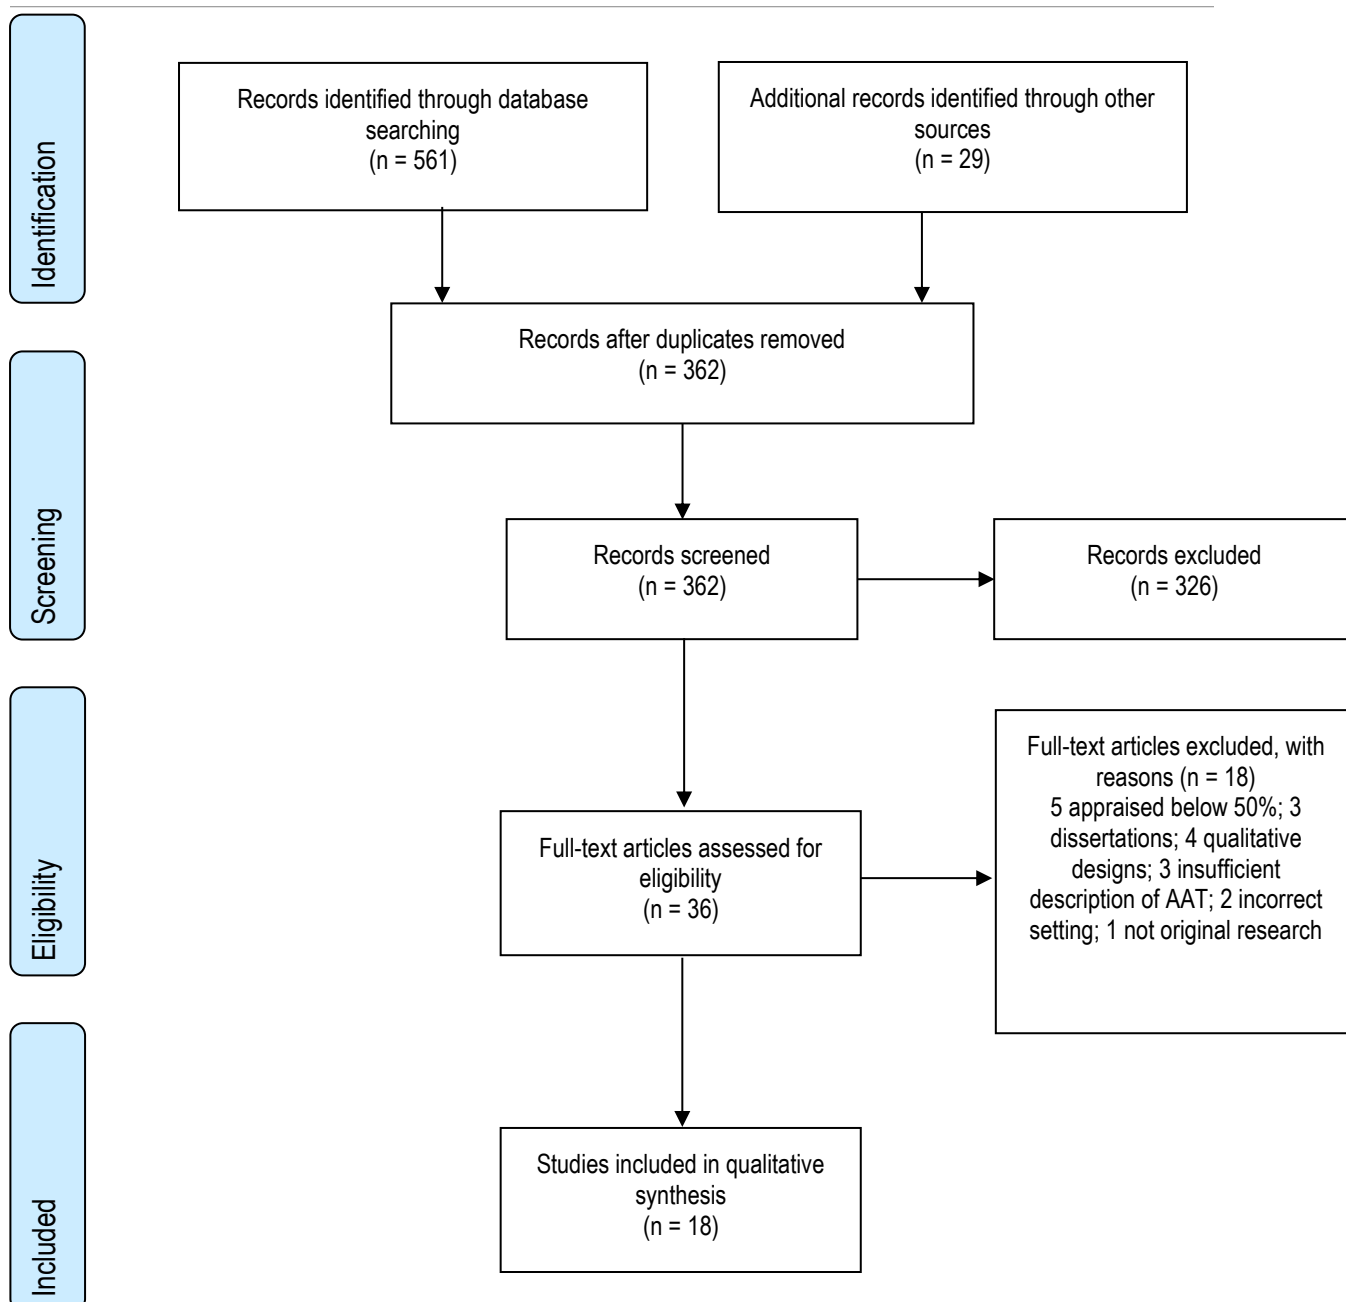 Identification
Records identified through database
searching
(n = 561)
Additional records identified through other
sources
(n = 29)
Records after duplicates removed
(n = 362)
Screening
Records screened
(n = 362)
Records excluded
(n = 326)
Eligibility
Full-text articles assessed for
eligibility
(n = 36)
Full-text articles excluded, with
reasons (n = 18)
5 appraised below 50%; 3
dissertations; 4 qualitative
designs; 3 insufficient
description of AAT; 2 incorrect
setting; 1 not original research
Included
Studies included in qualitative
synthesis
(n = 18)